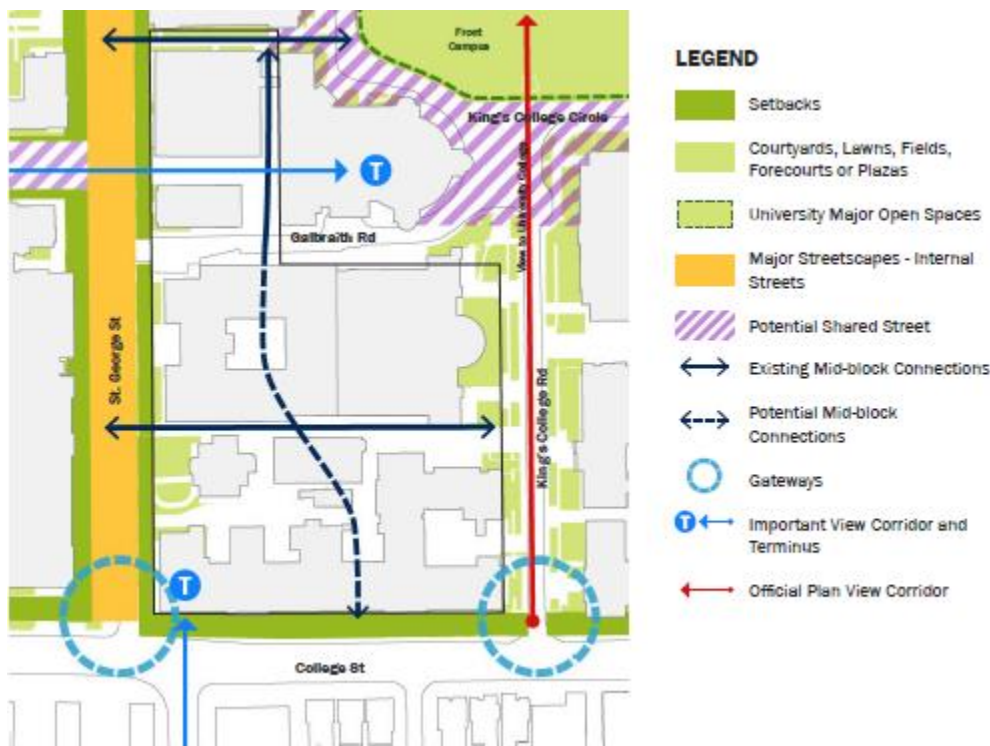 Front
Campus
King's College Circle
View to University College
T
Galbraith Rd
St. George St
King's College Rd
T
College St
LEGEND
Setbacks
Courtyards, Lawns, Fields,
Forecourts or Plazas
University Major Open Spaces
Major Streetscapes - Internal
Streets
Potential Shared Street
Existing Mid-block Connections
Potential Mid-block
Connections
Gateways
T
Important View Corridor and
Terminus
Official Plan View Corridor